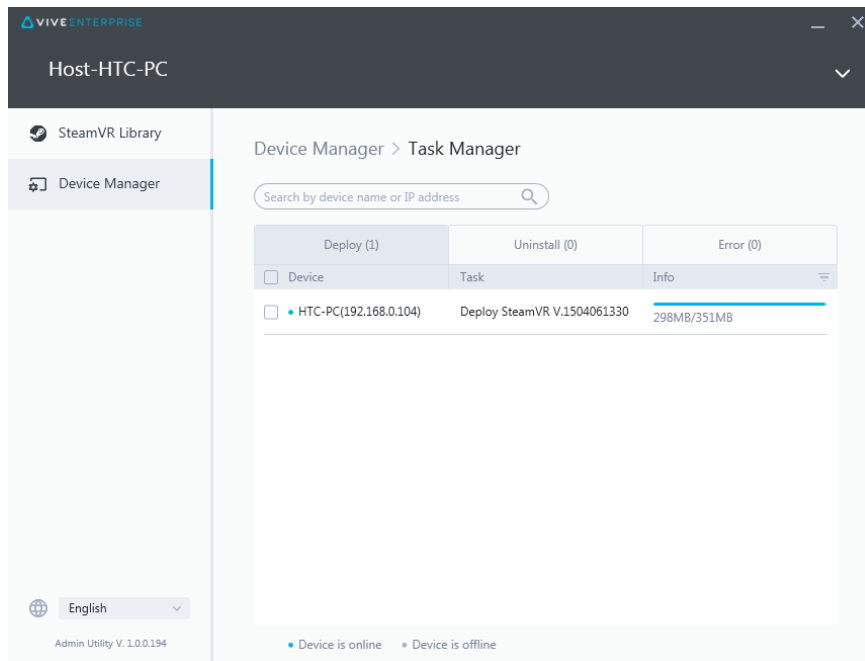 VIVE ENTERPRISE
Host-HTC-PC
SteamVR Library
Device Manager
Device Manager > Task Manager
Search by device name or IP address
Deploy (1) Uninstall (0) Error (0)
Device Task Info
HTC-PC(192.168.0.104) Deploy SteamVR V.1504061330 298MB/351MB
English
Admin Utility V. 1.0.0.194
Device is online Device is offline